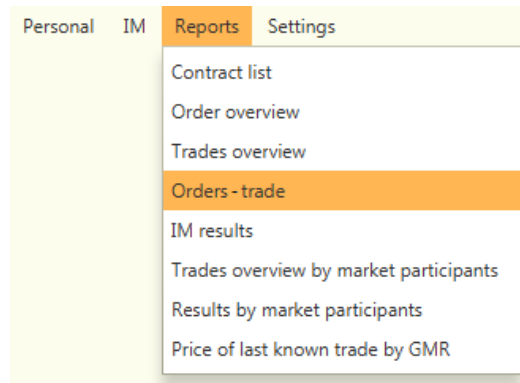 Personal IM Reports Settings
Contract list
Order overview
Trades overview
Orders - trade
IM results
Trades overview by market participants
Results by market participants
Price of last known trade by GMR